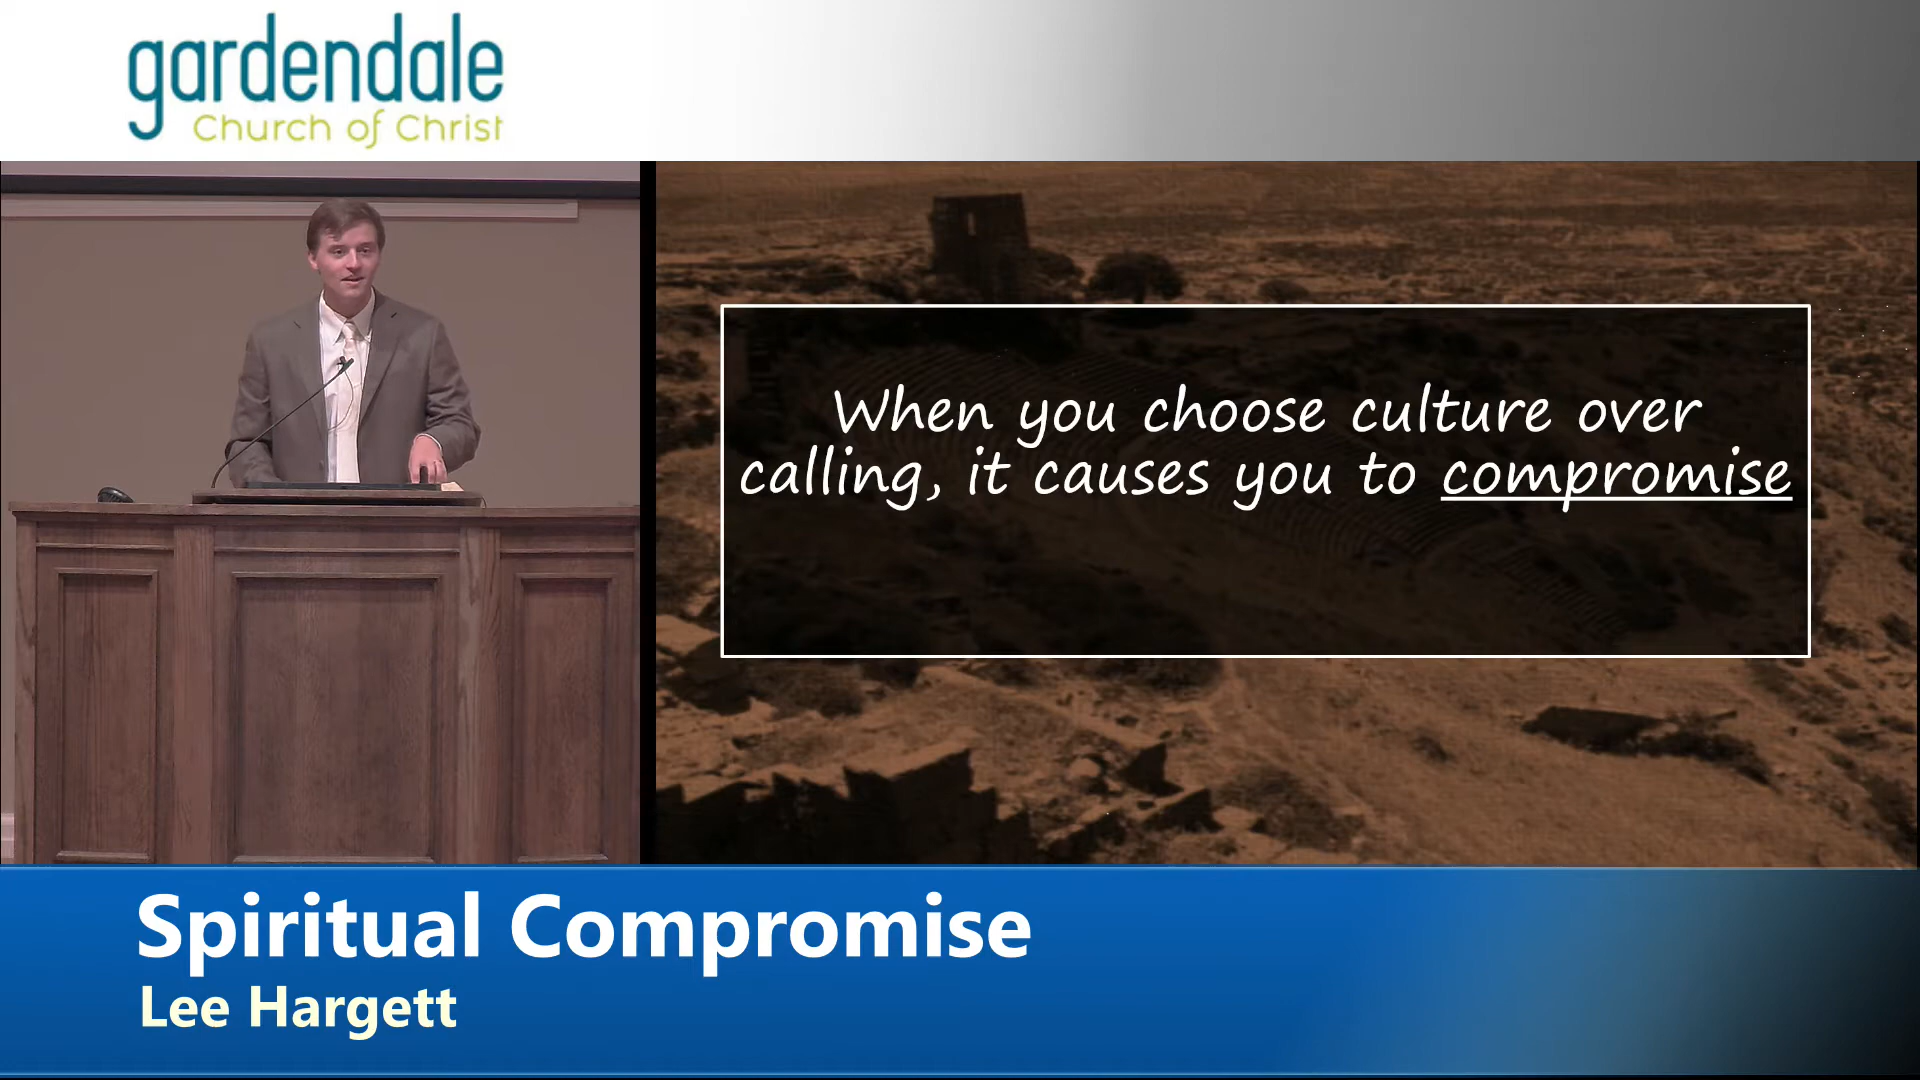 gardendale
Church of Christ
When you choose culture over
calling, it causes you to compromise
Spiritual Compromise
Lee Hargett